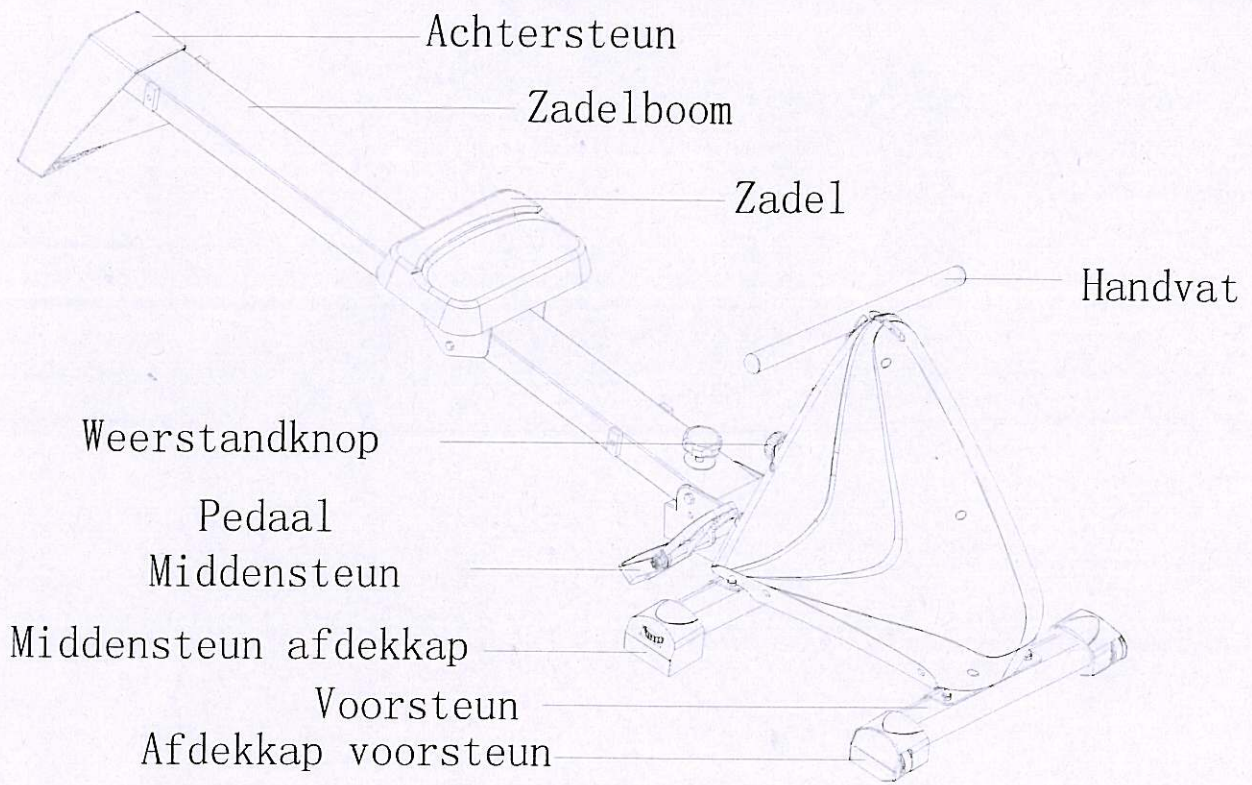 Achtersteun
Zadelboom
Zadel
Handvat
Weerstandknop
Pedaal
Middensteun
Middensteun afdekkap
Voorsteun
Afdekkap voorsteun